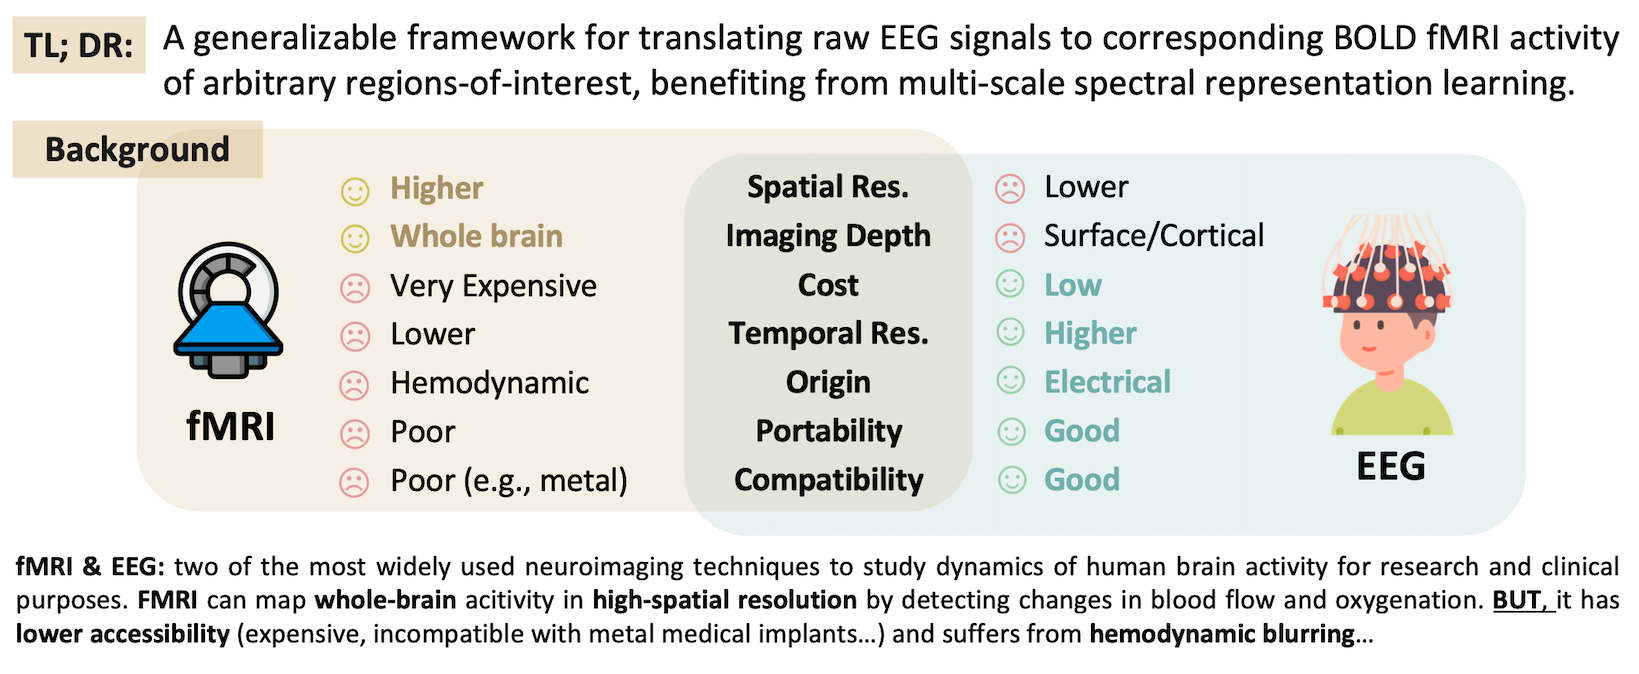 TL; DR: A generalizable framework for translating raw EEG signals to corresponding BOLD fMRI activity
of arbitrary regions-of-interest, benefiting from multi-scale spectral representation learning.
Background
Higher Spatial Res. Lower
Whole brain Imaging Depth Surface/Cortical
Very Expensive Cost Low
Lower Temporal Res. Higher
Hemodynamic Origin Electrical
Poor Portability Good
Poor (e.g., metal) Compatibility Good
fMRI
EEG
fMRI & EEG: two of the most widely used neuroimaging techniques to study dynamics of human brain activity for research and clinical
purposes. FMRI can map whole-brain acitivity in high-spatial resolution by detecting changes in blood flow and oxygenation. BUT, it has
lower accessibility (expensive, incompatible with metal medical implants...) and suffers from hemodynamic blurring...